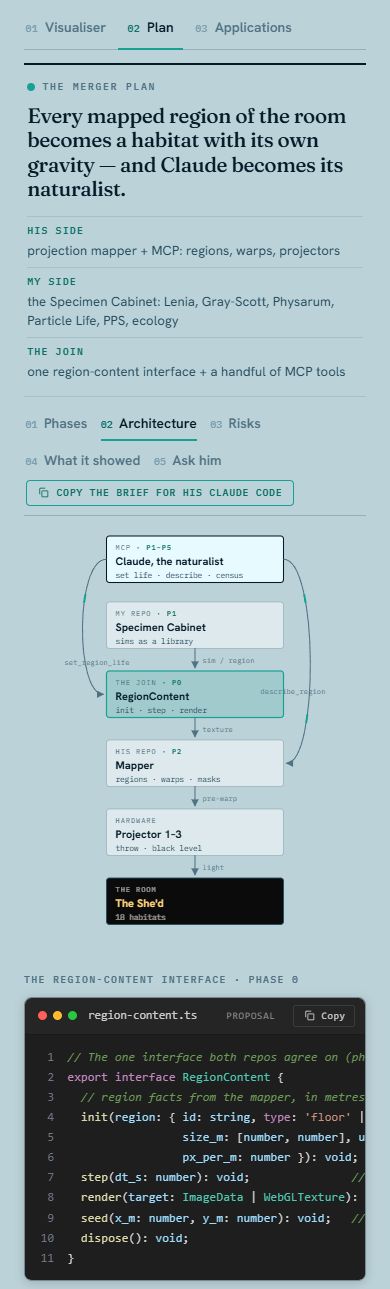 01 Visualiser 02 Plan 03 Applications
THE MERGER PLAN
Every mapped region of the room
becomes a habitat with its own
gravity — and Claude becomes its
naturalist.
HIS SIDE
projection mapper + MCP: regions, warps, projectors
MY SIDE
the Specimen Cabinet: Lenia, Gray-Scott, Physarum,
Particle Life, PPS, ecology
THE JOIN
one region-content interface + a handful of MCP tools
01 Phases 02 Architecture 03 Risks
04 What it showed 05 Ask him
COPY THE BRIEF FOR HIS CLAUDE CODE
MCP · P1–P5
Claude, the naturalist
set life · describe · census
MY REPO · P1
Specimen Cabinet
sims as a library
sim / region
set_region_life
THE JOIN · P0
RegionContent
init · step · render
describe_region
texture
HIS REPO · P2
Mapper
regions · warps · masks
pre-warp
HARDWARE
Projector 1–3
throw · black level
light
THE ROOM
The She'd
18 habitats
THE REGION-CONTENT INTERFACE · PHASE 0
region-content.ts PROPOSAL Copy
1 // The one interface both repos agree on (ph
2 export interface RegionContent {
3 // region facts from the mapper, in metres
4 init(region: { id: string, type: 'floor' |
5 size_m: [number, number], u
6 px_per_m: number }): void;
7 step(dt_s: number): void; //
8 render(target: ImageData | WebGLTexture):
9 seed(x_m: number, y_m: number): void; //
10 dispose(): void;
11 }